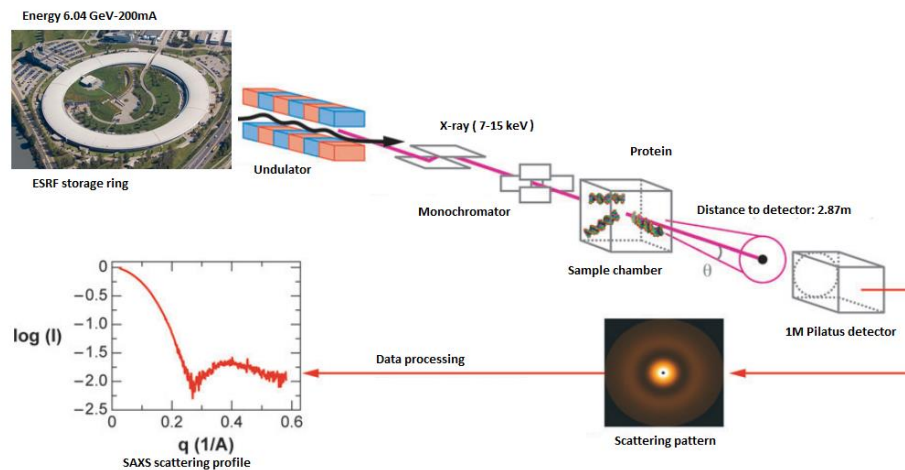 Energy 6.04 GeV-200mA
ESRF storage ring
Undulator
X-ray ( 7-15 keV )
Monochromator
Protein
Sample chamber
Distance to detector: 2.87m
θ
1M Pilatus detector
Scattering pattern
Data processing
log (I)
0
−0.5
−1.0
−1.5
−2.0
−2.5
0 0.2 0.4 0.6
q (1/A)
SAXS scattering profile